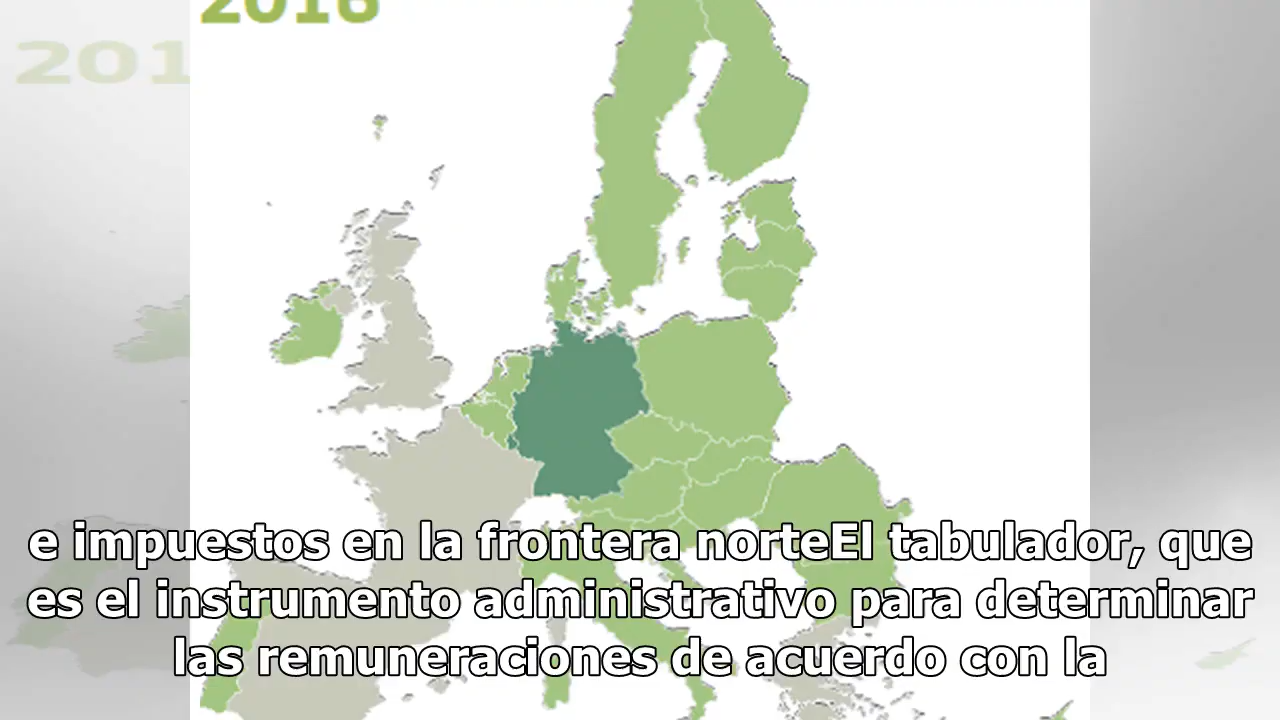 2016
e impuestos en la frontera norteEl tabulador, que
es el instrumento administrativo para determinar
las remuneraciones de acuerdo con la